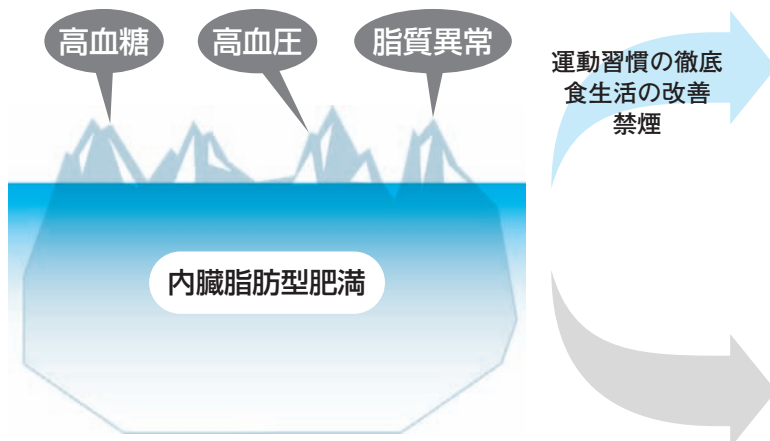 高血糖
高血圧
脂質異常
運動習慣の徹底
食生活の改善
禁煙
内臓脂肪型肥満